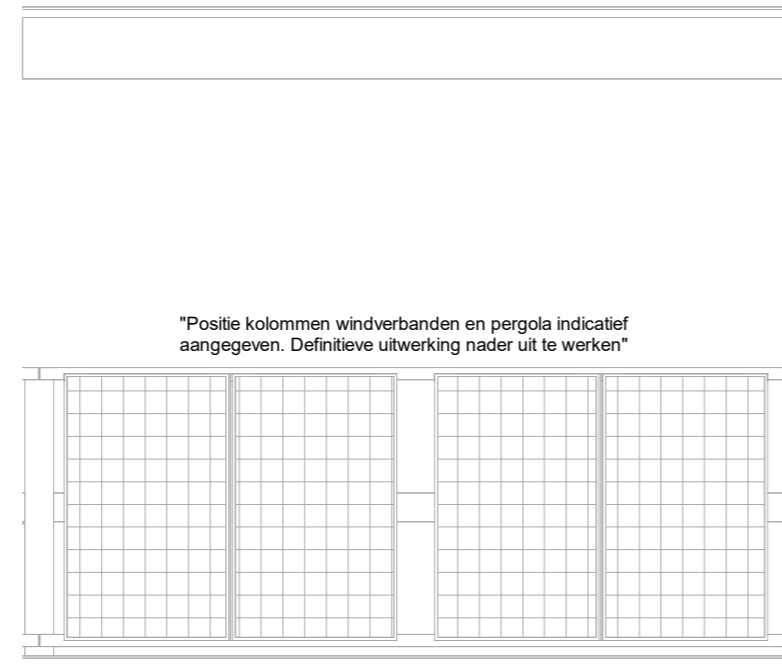 "Positie kolommen windverbanden en pergola indicatief
aangegeven. Definitieve uitwerking nader uit te werken"